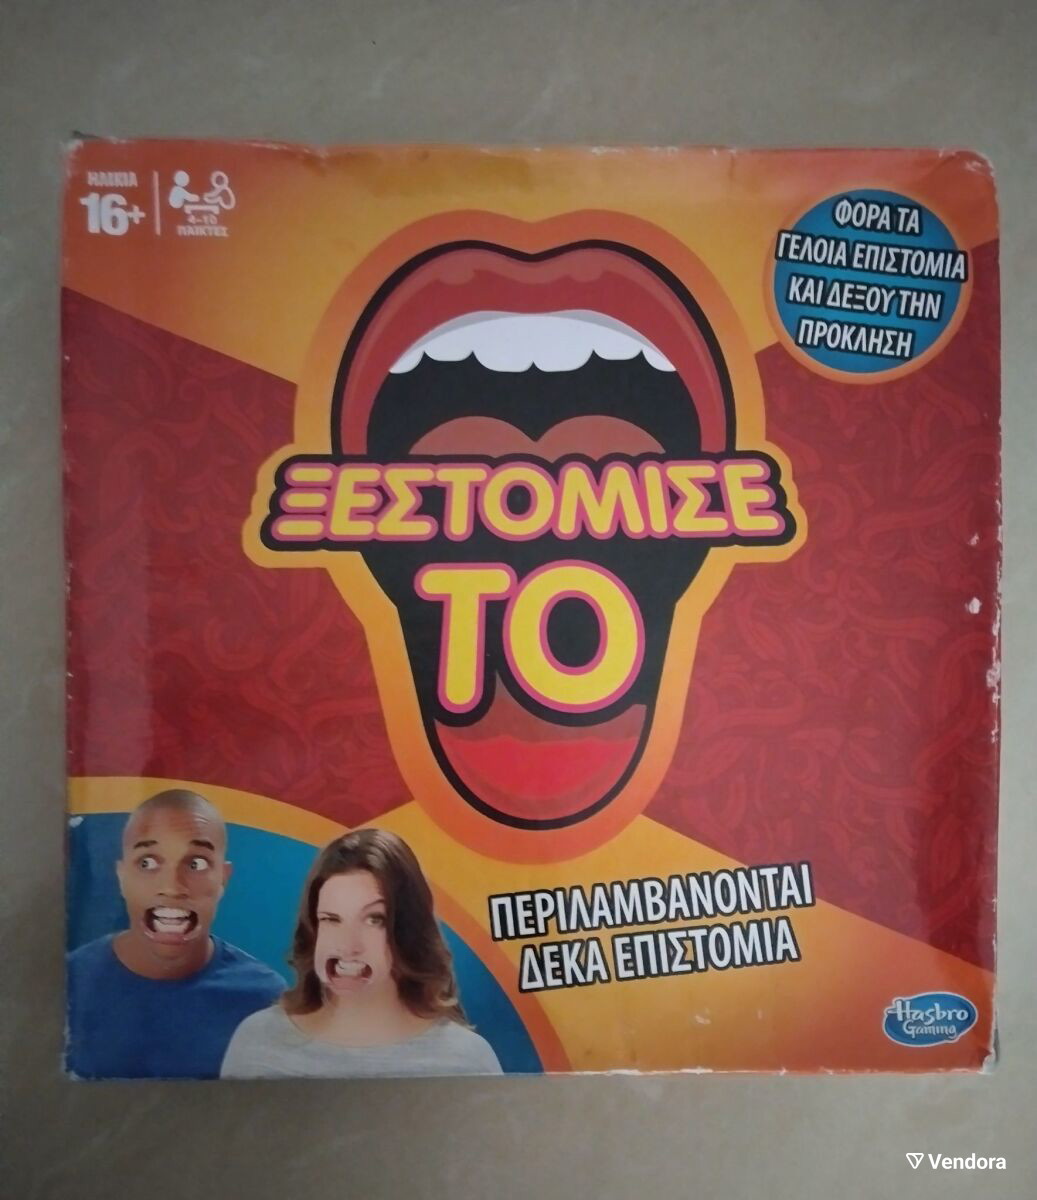 ΗΛΙΚΙΑ
16+
4-10
ΠΑΙΚΤΕΣ
ΦΟΡΑ ΤΑ
ΓΕΛΟΙΑ ΕΠΙΣΤΟΜΙΑ
ΚΑΙ ΔΕΞΟΥ ΤΗΝ
ΠΡΟΚΛΗΣΗ
ΞΕΣΤΟΜΙΣΕ
ΤΟ
ΠΕΡΙΛΑΜΒΑΝΟΝΤΑΙ
ΔΕΚΑ ΕΠΙΣΤΟΜΙΑ
Hasbro
Gaming
Vendora